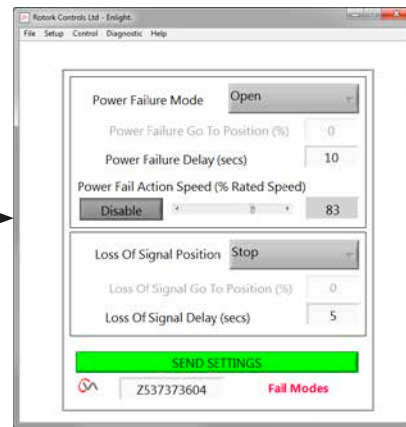 Rotork Controls Ltd - Enlight.
File Setup Control Diagnostic Help
Power Failure Mode Open
Power Failure Go To Position (%) 0
Power Failure Delay (secs) 10
Power Fail Action Speed (% Rated Speed)
Disable 83
Loss Of Signal Position Stop
Loss Of Signal Go To Position (%) 0
Loss Of Signal Delay (secs) 5
SEND SETTINGS
Z537373604 Fail Modes